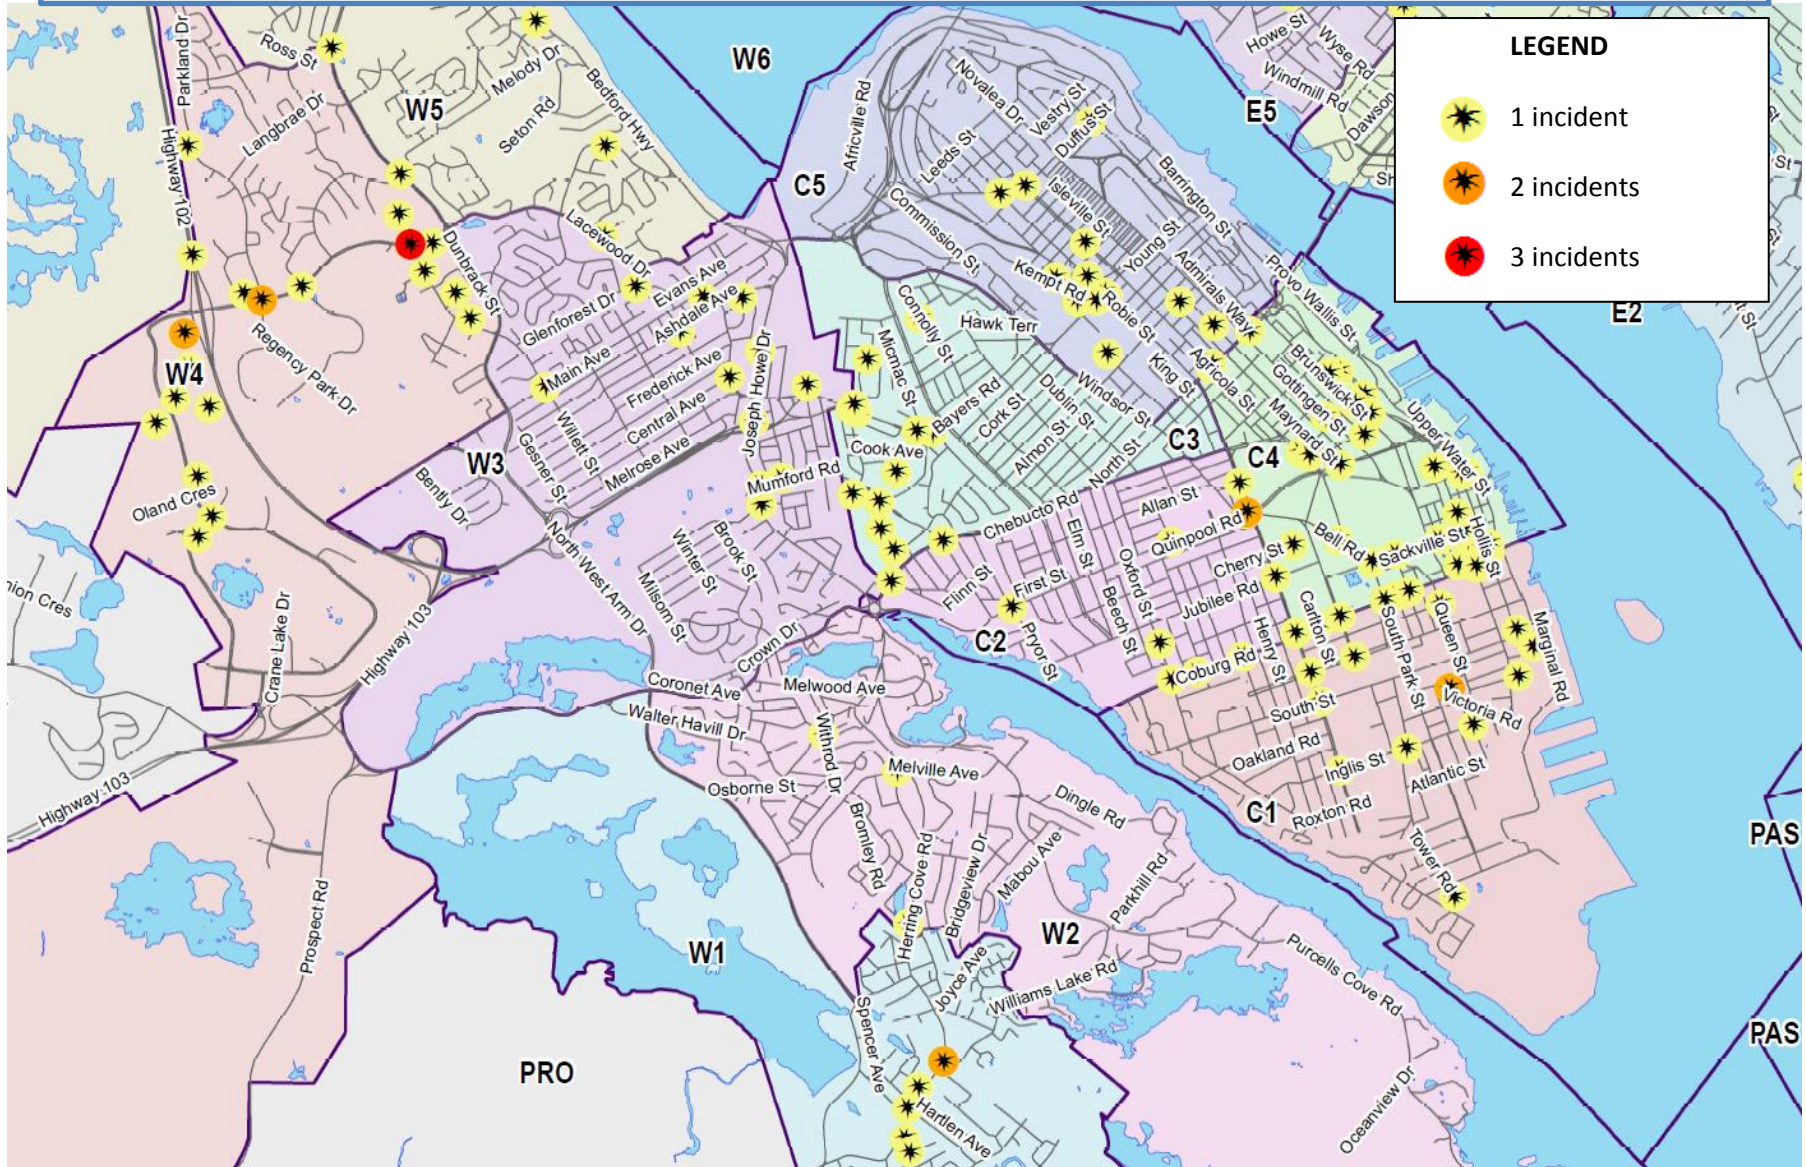 LEGEND
1 incident
2 incidents
3 incidents
Parkland Dr
Ross St
Melody Dr
W5
Langbrae Dr
Seton Rd
Bedford Hwy
Highway 102
W6
Africville Rd
C5
Novalea Dr
Vestry St
Duffus St
Leeds St
Isleville St
Barrington St
Commission St
Young St
Kempt Rd
Roblie St
Admirals Way
Provo Wallis St
Howe St
Wyse Rd
Windmill Rd
Dawson
E5
Sh
St
St
E2
nt St
Lacewood Dr
Dunbrack St
Evans Ave
Glenforest Dr
Ashdale Ave
Main Ave
Frederick Ave
Central Ave
Willett St
Gesner St
Melrose Ave
Joseph Howe Dr
W3
Bently Dr
Mumford Rd
Regency Park Dr
W4
Oland Cres
Connolly St
Hawk Terr
Micmac St
Bayers Rd
Cork St
Dublin St
Almon St
Windsor St
North St
King St
C3
Cook Ave
Agricola St
Brunswick St
Gottingen St
Maynard St
Upper Water St
C4
Chebucto Rd
Allan St
Quinpool Rd
Bell Rd
Sackville St
Hollis St
Elm St
Oxford St
Cherry St
Jubilee Rd
Flinn St
First St
Beech St
Pryor St
C2
Henry St
Carlton St
South Park St
Queen St
Marginal Rd
Coburg Rd
South St
Victoria Rd
Oakland Rd
Inglis St
Atlantic St
C1
Roxton Rd
Tower Rd
nion Cres
Crane Lake Dr
Highway 103
Highway 103
Prospect Rd
North West Arm Dr
Winter St
Brook St
Milsom St
Crown Dr
Coronet Ave
Melwood Ave
Walter Havill Dr
Withrod Dr
Osborne St
Melville Ave
Dingle Rd
Bromley Rd
Herring Cove Rd
Bridgeview Dr
Mabou Ave
Parkhill Rd
W1
W2
Joyce Ave
Williams Lake Rd
Purcells Cove Rd
Spencer Ave
Hartlen Ave
Oceanview Dr
PRO
PAS
PAS